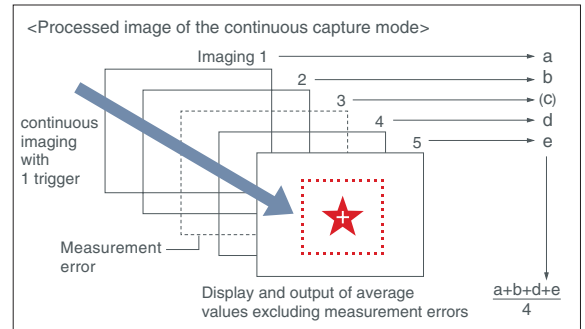 <Processed image of the continuous capture mode>
Imaging 1 a
2 b
3 (c)
4 d
5 e
continuous
imaging
with
1 trigger
Measurement
error
Display and output of average
values excluding measurement errors
a+b+d+e
4